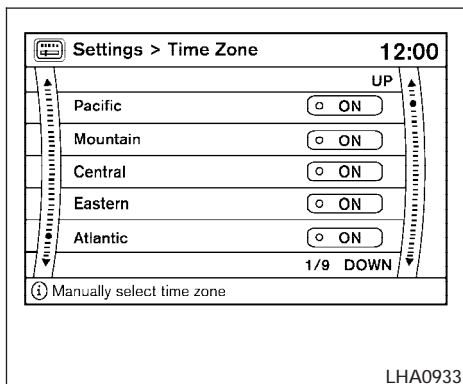 Settings > Time Zone 12:00
UP
Pacific ON
Mountain ON
Central ON
Eastern ON
Atlantic ON
1/9 DOWN
i Manually select time zone
LHA0933